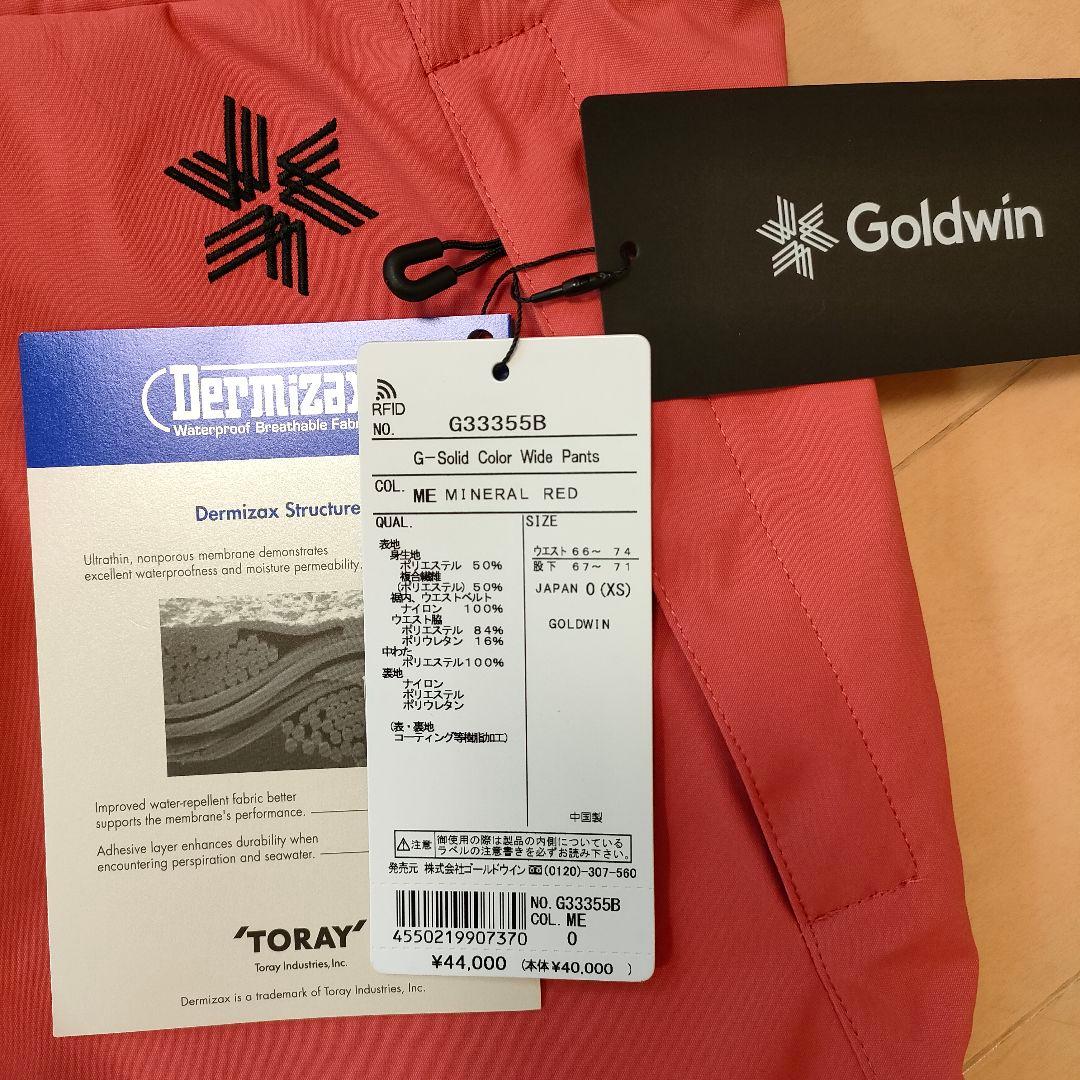 Goldwin
Dermizax
Waterproof Breathable
Dermizax Structure
Ultrathin, nonporous membrane demonstrates
excellent waterproofness and moisture permeability.
Improved water-repellent fabric better
supports the membrane's performance.
Adhesive layer enhances durability when
encountering perspiration and seawater.
'TORAY'
Toray Industries, Inc.
Dermizax is a trademark of Toray Industries, Inc.
RFID
NO. G33355B
G-Solid Color Wide Pants
COL. ME MINERAL RED
QUAL.
表地
身生地
ポリエステル 50%
複合繊維
(ポリエステル) 50%
裾内、ウエストベルト
ナイロン 100%
ウエスト脇
ポリエステル 84%
ポリウレタン 16%
中わた
ポリエステル100%
裏地
ナイロン
ポリエステル
ポリウレタン
(表・裏地
コーティング等樹脂加工)
SIZE
ウエスト 66~ 74
股下 67~ 71
JAPAN 0 (XS)
GOLDWIN
中国製
注意 御使用の際は製品の内側についている
ラベルの注意書きを必ずお読み下さい。
発売元 株式会社ゴールドウイン (0120)-307-560
4550219907370
NO. G33355B
COL. ME
0
¥44,000 (本体¥40,000 )